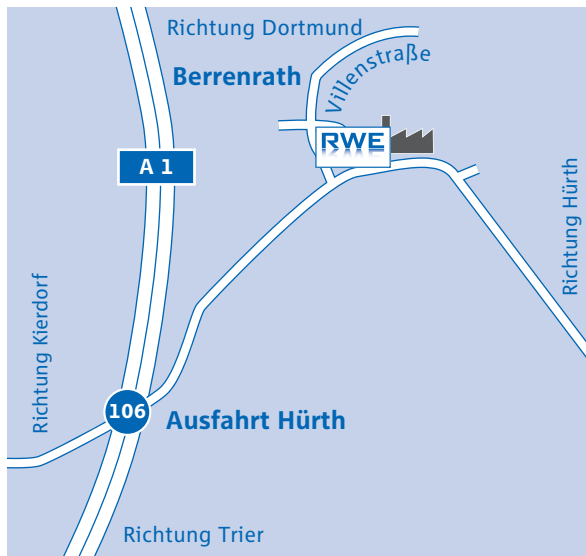 Richtung Dortmund
Berrenrath
Villenstraße
RWE
A 1
Richtung Hürth
Richtung Kierdorf
106
Ausfahrt Hürth
Richtung Trier